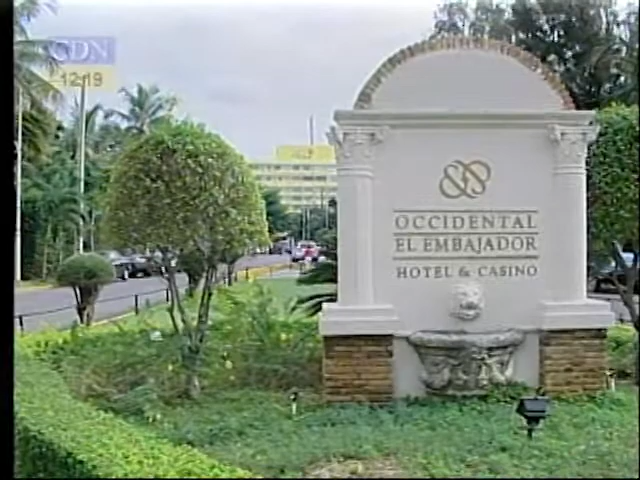 CDN
12:19
OCCIDENTAL
EL EMBAJADOR
HOTEL & CASINO